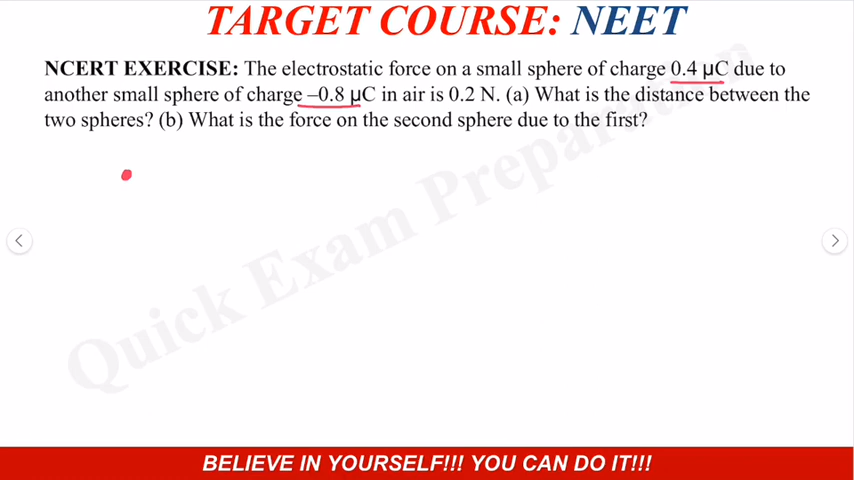 TARGET COURSE: NEET
NCERT EXERCISE: The electrostatic force on a small sphere of charge 0.4 µC due to
another small sphere of charge –0.8 µC in air is 0.2 N. (a) What is the distance between the
two spheres? (b) What is the force on the second sphere due to the first?
Quick Exam Preparation
BELIEVE IN YOURSELF!!! YOU CAN DO IT!!!